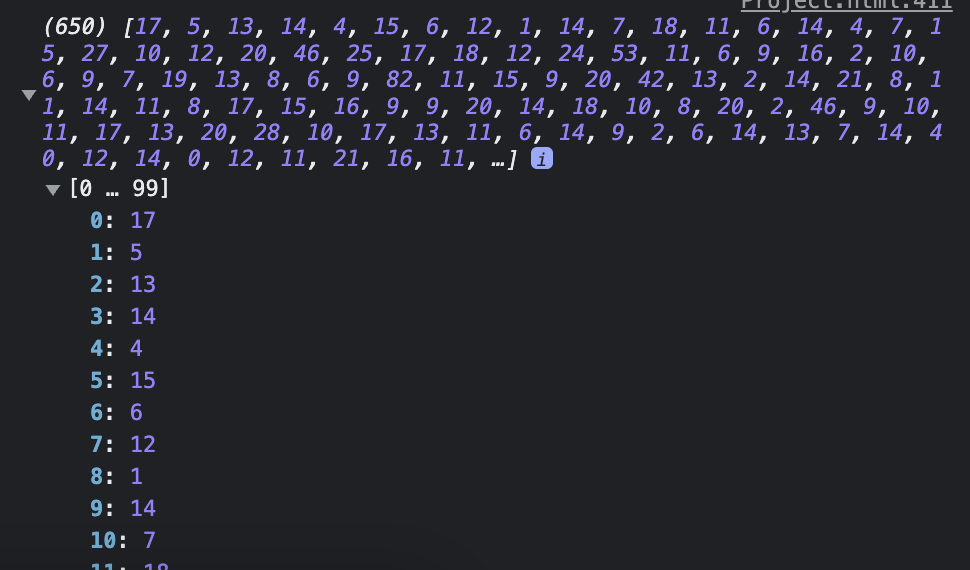 Project.html:411
(650) [17, 5, 13, 14, 4, 15, 6, 12, 1, 14, 7, 18, 11, 6, 14, 4, 7, 1
5, 27, 10, 12, 20, 46, 25, 17, 18, 12, 24, 53, 11, 6, 9, 16, 2, 10,
6, 9, 7, 19, 13, 8, 6, 9, 82, 11, 15, 9, 20, 42, 13, 2, 14, 21, 8, 1
1, 14, 11, 8, 17, 15, 16, 9, 9, 20, 14, 18, 10, 8, 20, 2, 46, 9, 10,
11, 17, 13, 20, 28, 10, 17, 13, 11, 6, 14, 9, 2, 6, 14, 13, 7, 14, 4
0, 12, 14, 0, 12, 11, 21, 16, 11, …] i
[0 … 99]
0: 17
1: 5
2: 13
3: 14
4: 4
5: 15
6: 6
7: 12
8: 1
9: 14
10: 7
11: 18